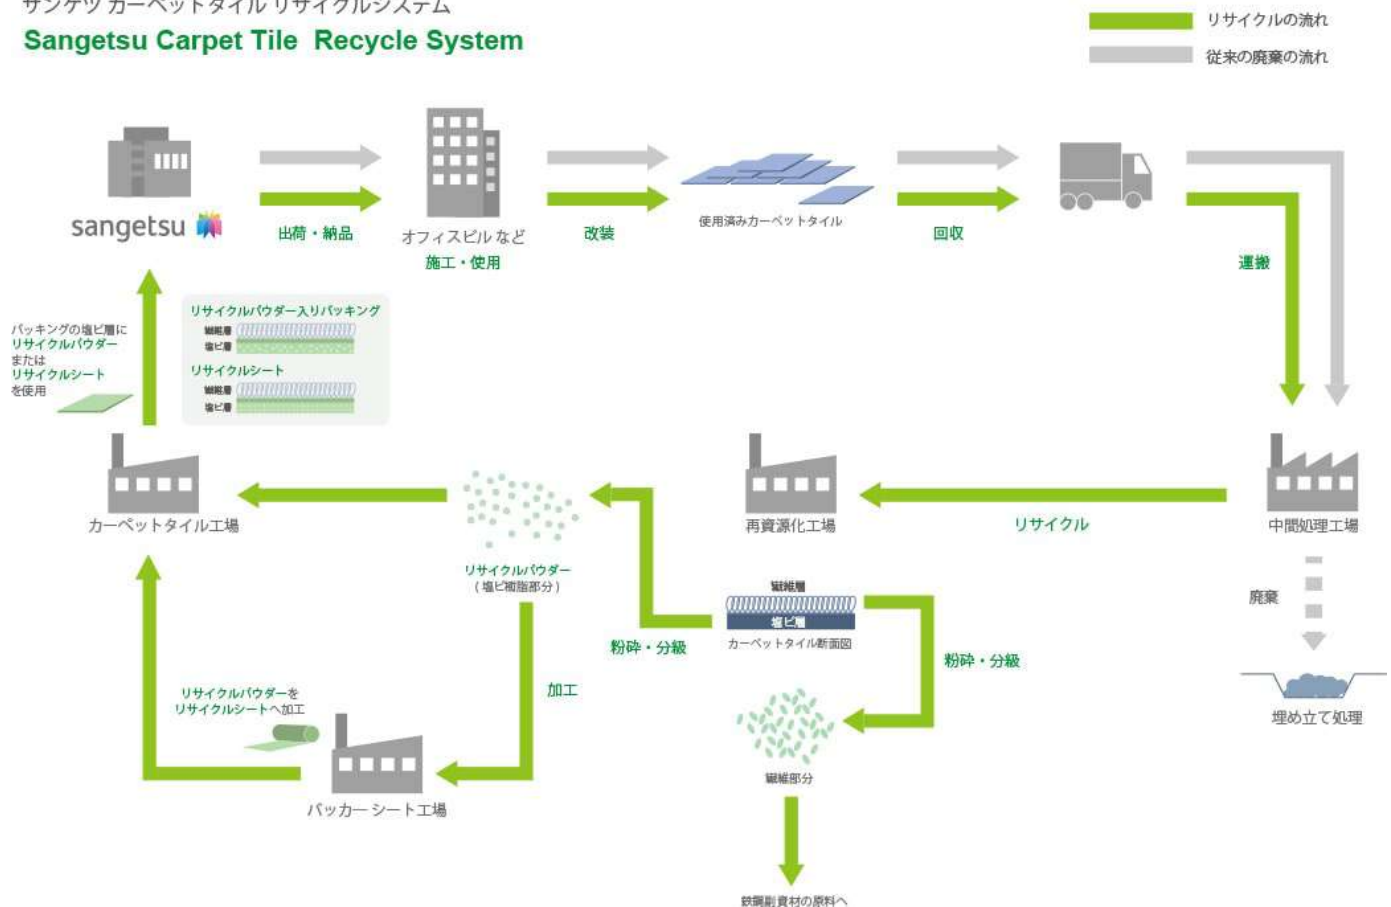 サンゲツ カーペットタイル リサイクルシステム
Sangetsu Carpet Tile Recycle System
リサイクルの流れ
従来の廃棄の流れ
sangetsu
出荷・納品
オフィスビル など
施工・使用
改装
使用済みカーペットタイル
回収
運搬
バッキングの塩ビ層に
リサイクルパウダー
または
リサイクルシート
を使用
リサイクルパウダー入りバッキング
繊維層
塩ビ層
リサイクルシート
繊維層
塩ビ層
カーペットタイル工場
リサイクルパウダー
(塩ビ樹脂部分)
再資源化工場
リサイクル
中間処理工場
廃棄
埋め立て処理
繊維層
塩ビ層
カーペットタイル断面図
粉砕・分級
粉砕・分級
加工
リサイクルパウダーを
リサイクルシートへ加工
バッカーシート工場
繊維部分
鉄鋼副資材の原料へ